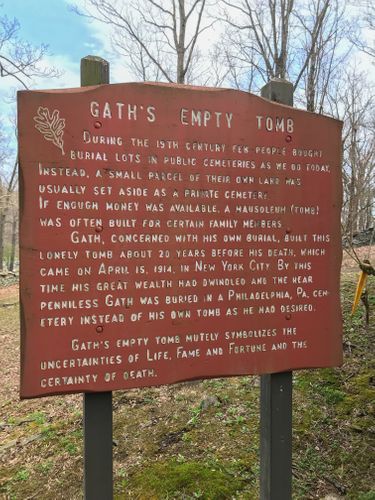 GATH'S EMPTY TOMB
DURING THE 19TH CENTURY FEW PEOPLE BOUGHT
BURIAL LOTS IN PUBLIC CEMETERIES AS WE DO TODAY.
INSTEAD, A SMALL PARCEL OF THEIR OWN LAND WAS
USUALLY SET ASIDE AS A PRIVATE CEMETERY.
IF ENOUGH MONEY WAS AVAILABLE, A MAUSOLEUM (TOMB)
WAS OFTEN BUILT FOR CERTAIN FAMILY MEMBERS.
GATH, CONCERNED WITH HIS OWN BURIAL, BUILT THIS
LONELY TOMB ABOUT 20 YEARS BEFORE HIS DEATH, WHICH
CAME ON APRIL 15, 1914, IN NEW YORK CITY. BY THIS
TIME HIS GREAT WEALTH HAD DWINDLED AND THE NEAR
PENNILESS GATH WAS BURIED IN A PHILADELPHIA, PA. CEM-
ETERY INSTEAD OF HIS OWN TOMB AS HE HAD DESIRED.
GATH'S EMPTY TOMB MUTELY SYMBOLIZES THE
UNCERTAINTIES OF LIFE, FAME AND FORTUNE AND THE
CERTAINTY OF DEATH.